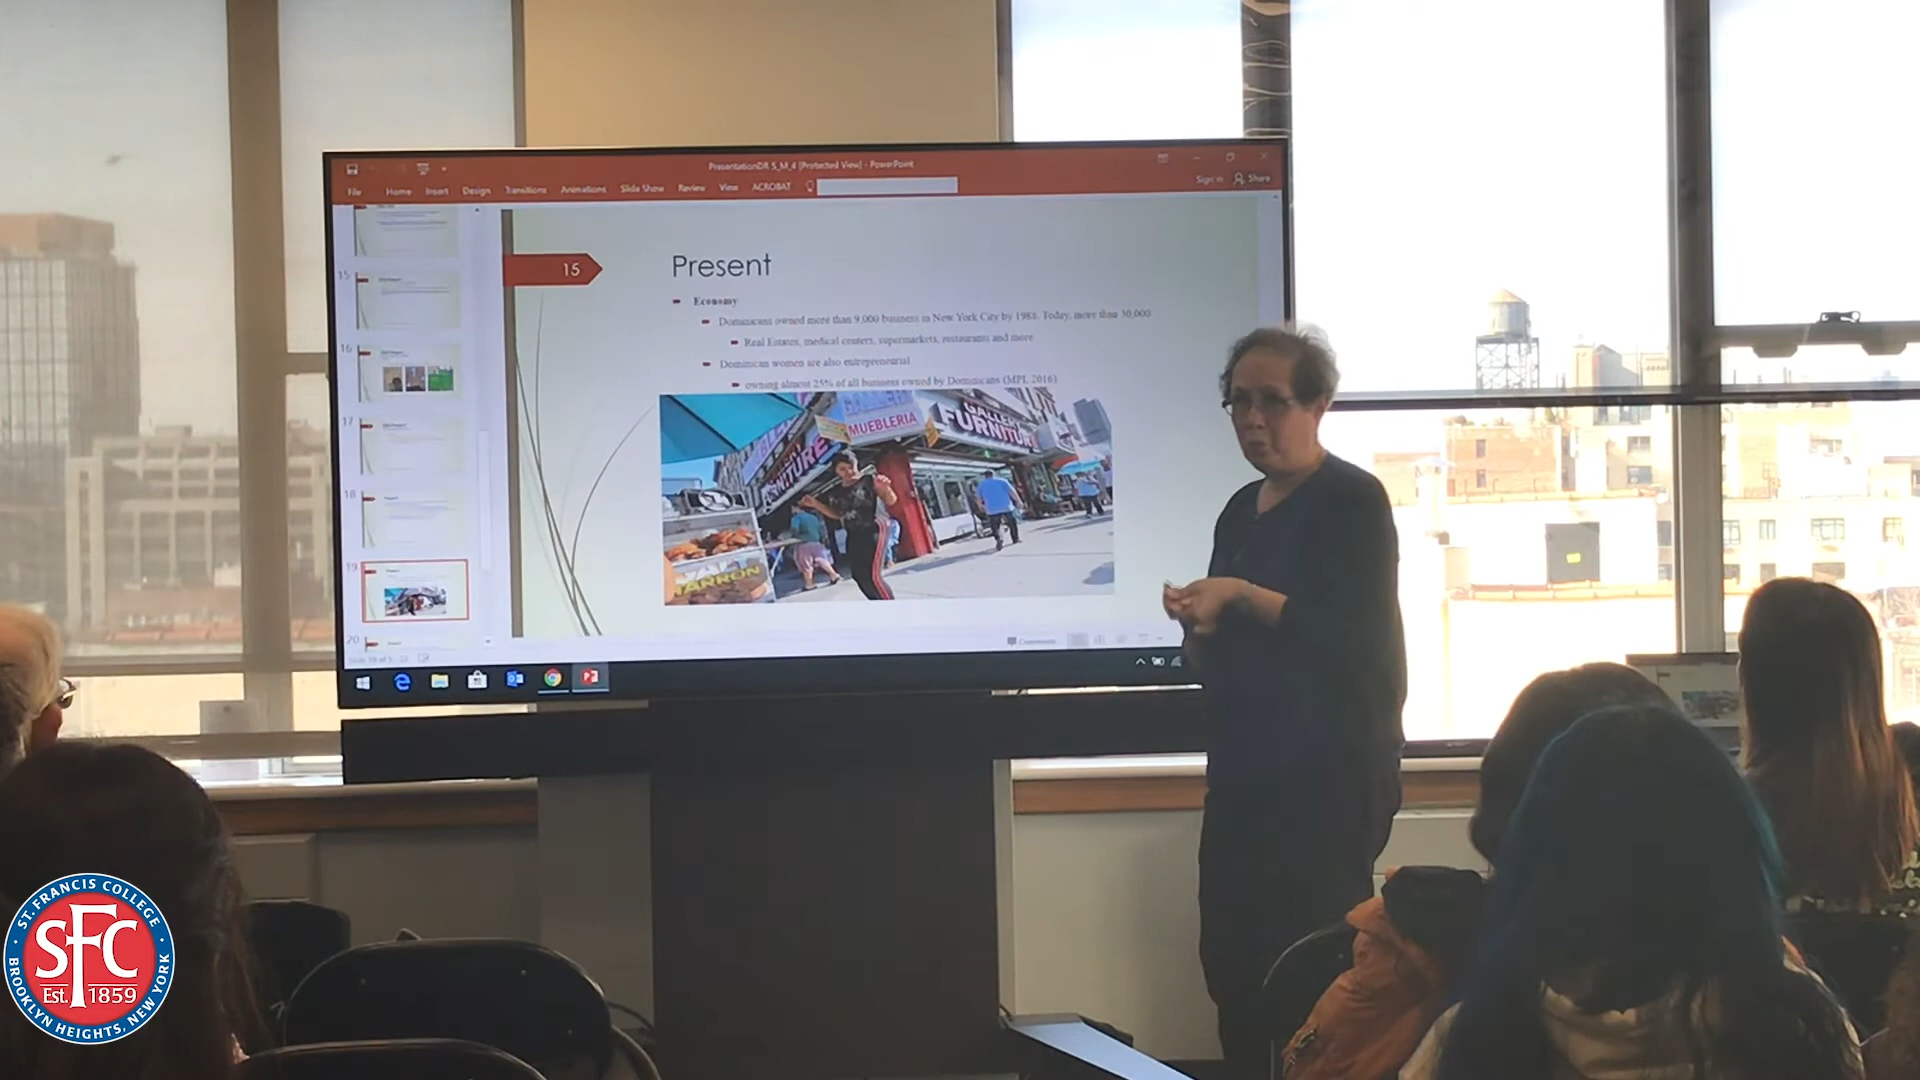 PresentationDR S_M_4 [Protected View] - PowerPoint
File Home Insert Design Transitions Animations Slide Show Review View ACROBAT
Sign in Share
15
Present
Economy
Dominicans owned more than 9,000 business in New York City by 1988. Today, more than 30,000
Real Estates, medical centers, supermarkets, restaurants and more
Dominican women are also entrepreneurial
owning almost 25% of all business owned by Dominicans (MPI, 2016)
MUEBLERIA
FURNITURE
15
16
17
18
19
20
Comments
ST. FRANCIS COLLEGE
SFC
Est. 1859
BROOKLYN HEIGHTS, NEW YORK